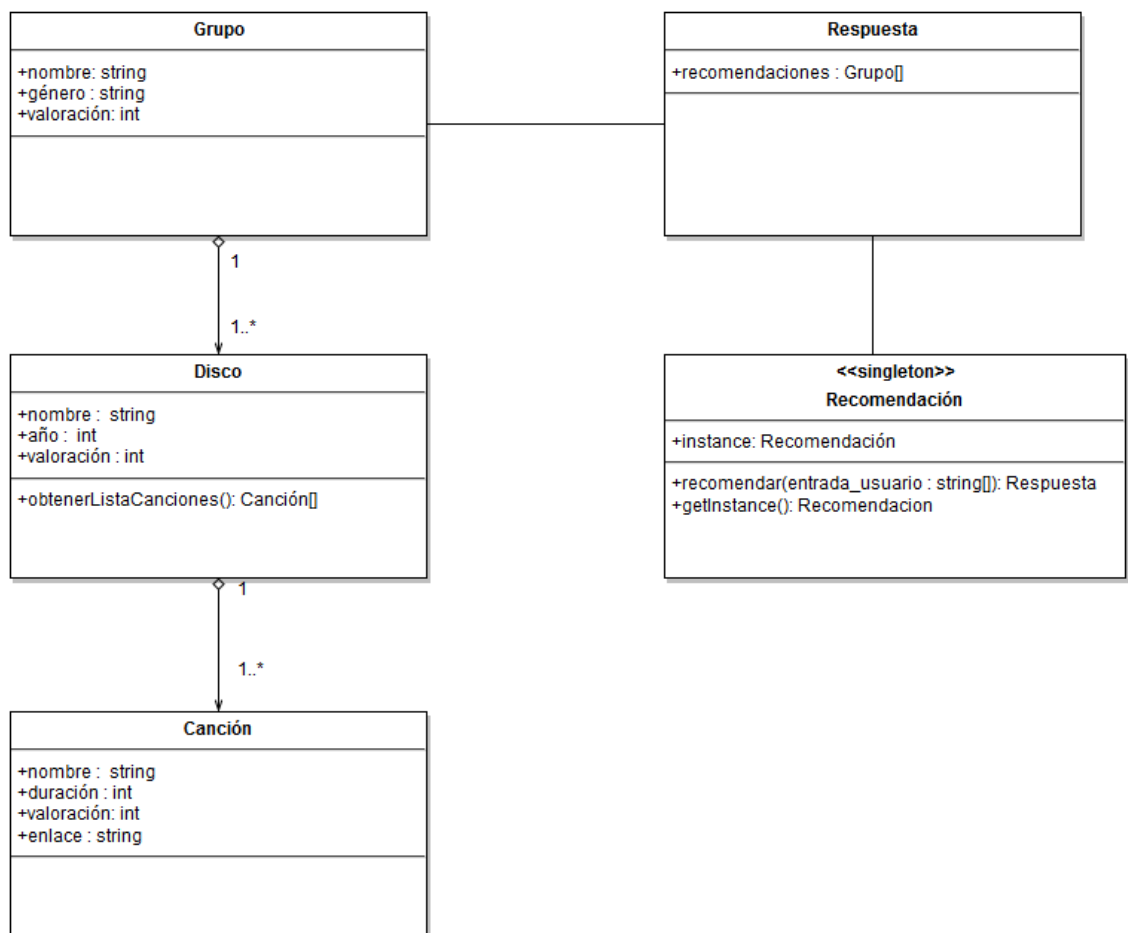 Grupo
+nombre: string
+género : string
+valoración: int
1
1..*
Disco
+nombre :  string
+año :  int
+valoración : int
+obtenerListaCanciones(): Canción[]
1
1..*
Canción
+nombre :  string
+duración : int
+valoración: int
+enlace : string
Respuesta
+recomendaciones : Grupo[]
<<singleton>>
Recomendación
+instance: Recomendación
+recomendar(entrada_usuario : string[]): Respuesta
+getInstance(): Recomendacion